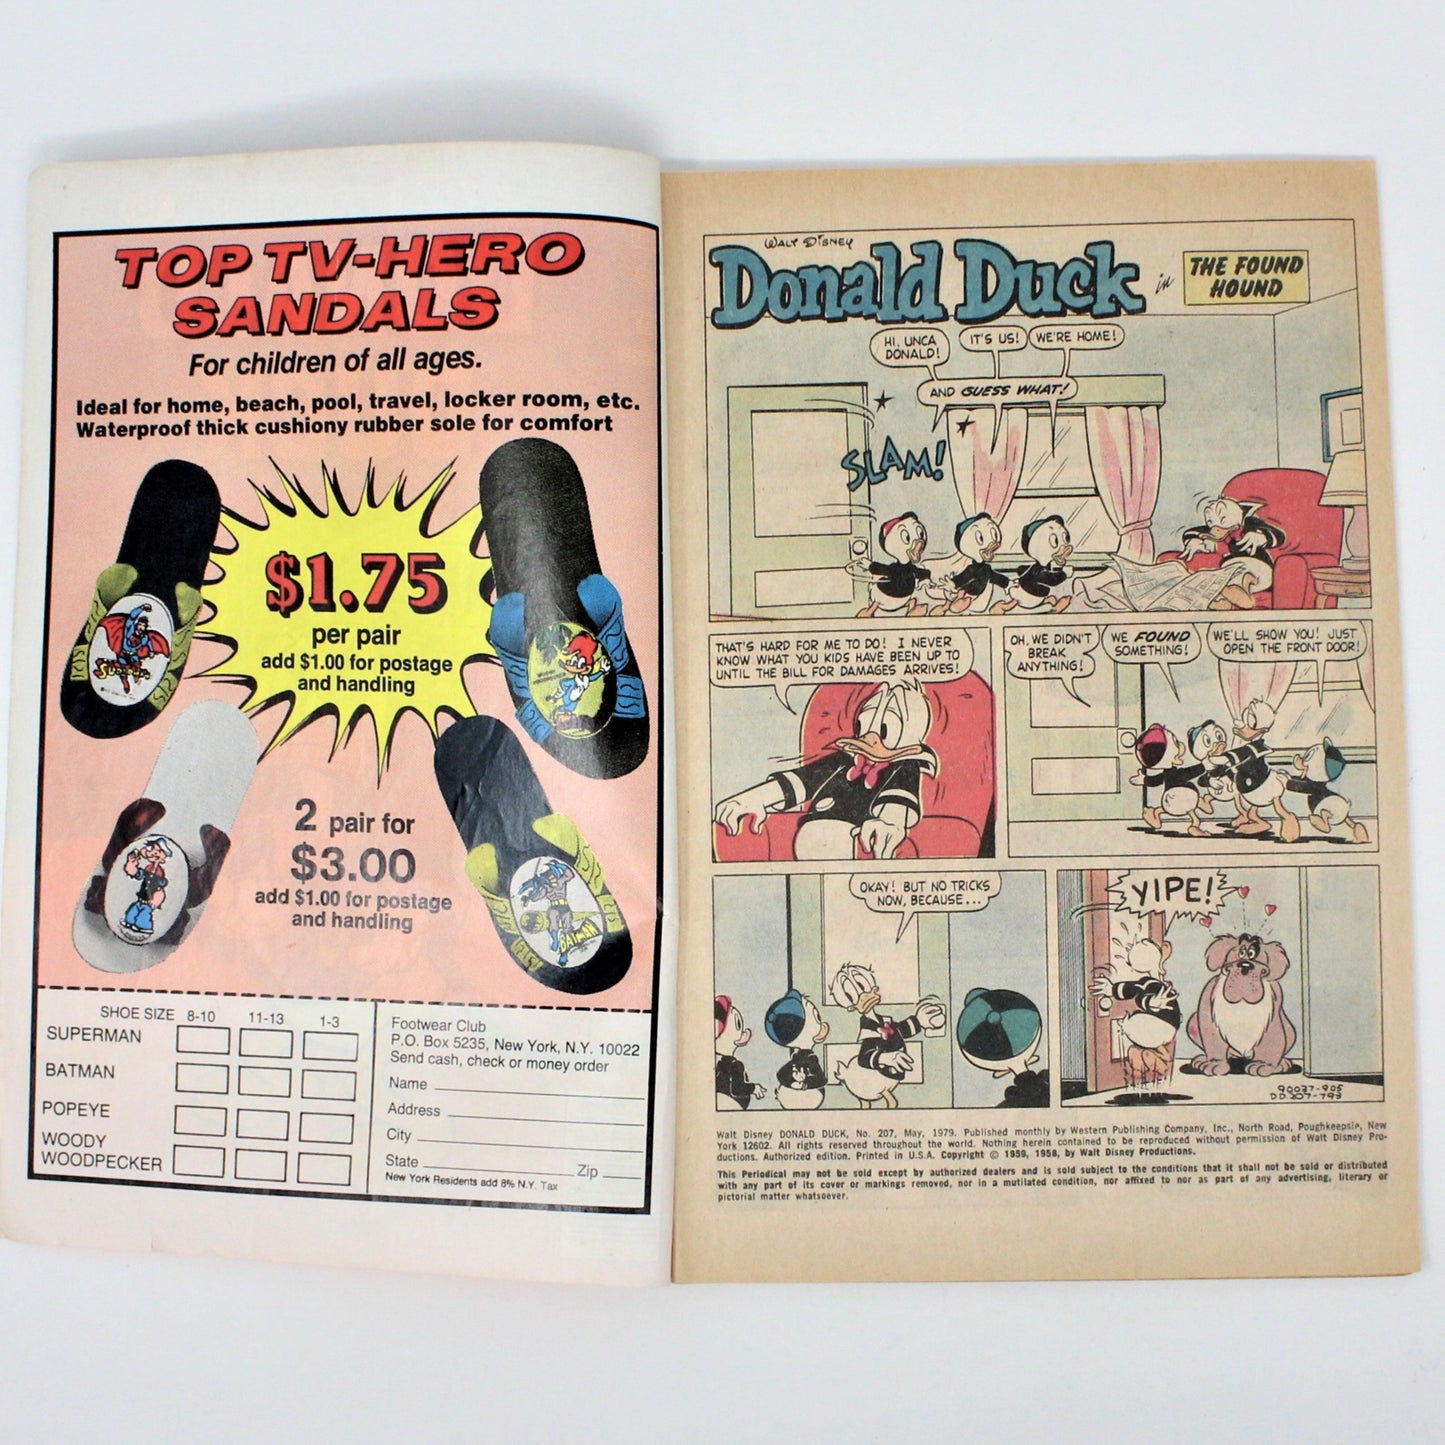 TOP TV-HERO
SANDALS
For children of all ages.
Ideal for home, beach, pool, travel, locker room, etc.
Waterproof thick cushiony rubber sole for comfort
$1.75
per pair
add $1.00 for postage
and handling
2 pair for
$3.00
add $1.00 for postage
and handling
BATMAN
SHOE SIZE 8-10 11-13 1-3
SUPERMAN
BATMAN
POPEYE
WOODY
WOODPECKER
Footwear Club
P.O. Box 5235, New York, N.Y. 10022
Send cash, check or money order
Name
Address
City
State Zip
New York Residents add 8% N.Y. Tax
WALT DISNEY
Donald Duck
in
THE FOUND
HOUND
HI, UNCA
DONALD!
IT'S US!
WE'RE HOME!
AND GUESS WHAT!
SLAM!
THAT'S HARD FOR ME TO DO! I NEVER
KNOW WHAT YOU KIDS HAVE BEEN UP TO
UNTIL THE BILL FOR DAMAGES ARRIVES!
OH, WE DIDN'T
BREAK
ANYTHING!
WE FOUND
SOMETHING!
WE'LL SHOW YOU! JUST
OPEN THE FRONT DOOR!
OKAY! BUT NO TRICKS
NOW, BECAUSE...
YIPE!
90037-905
DD207-793
Walt Disney DONALD DUCK, No. 207, May, 1979. Published monthly by Western Publishing Company, Inc., North Road, Poughkeepsie, New
York 12602. All rights reserved throughout the world. Nothing herein contained to be reproduced without permission of Walt Disney Pro-
ductions. Authorized edition. Printed in U.S.A. Copyright © 1959, 1958, by Walt Disney Productions.
This Periodical may not be sold except by authorized dealers and is sold subject to the conditions that it shall not be sold or distributed
with any part of its cover or markings removed, nor in a mutilated condition, nor affixed to nor as part of any advertising, literary or
pictorial matter whatsoever.